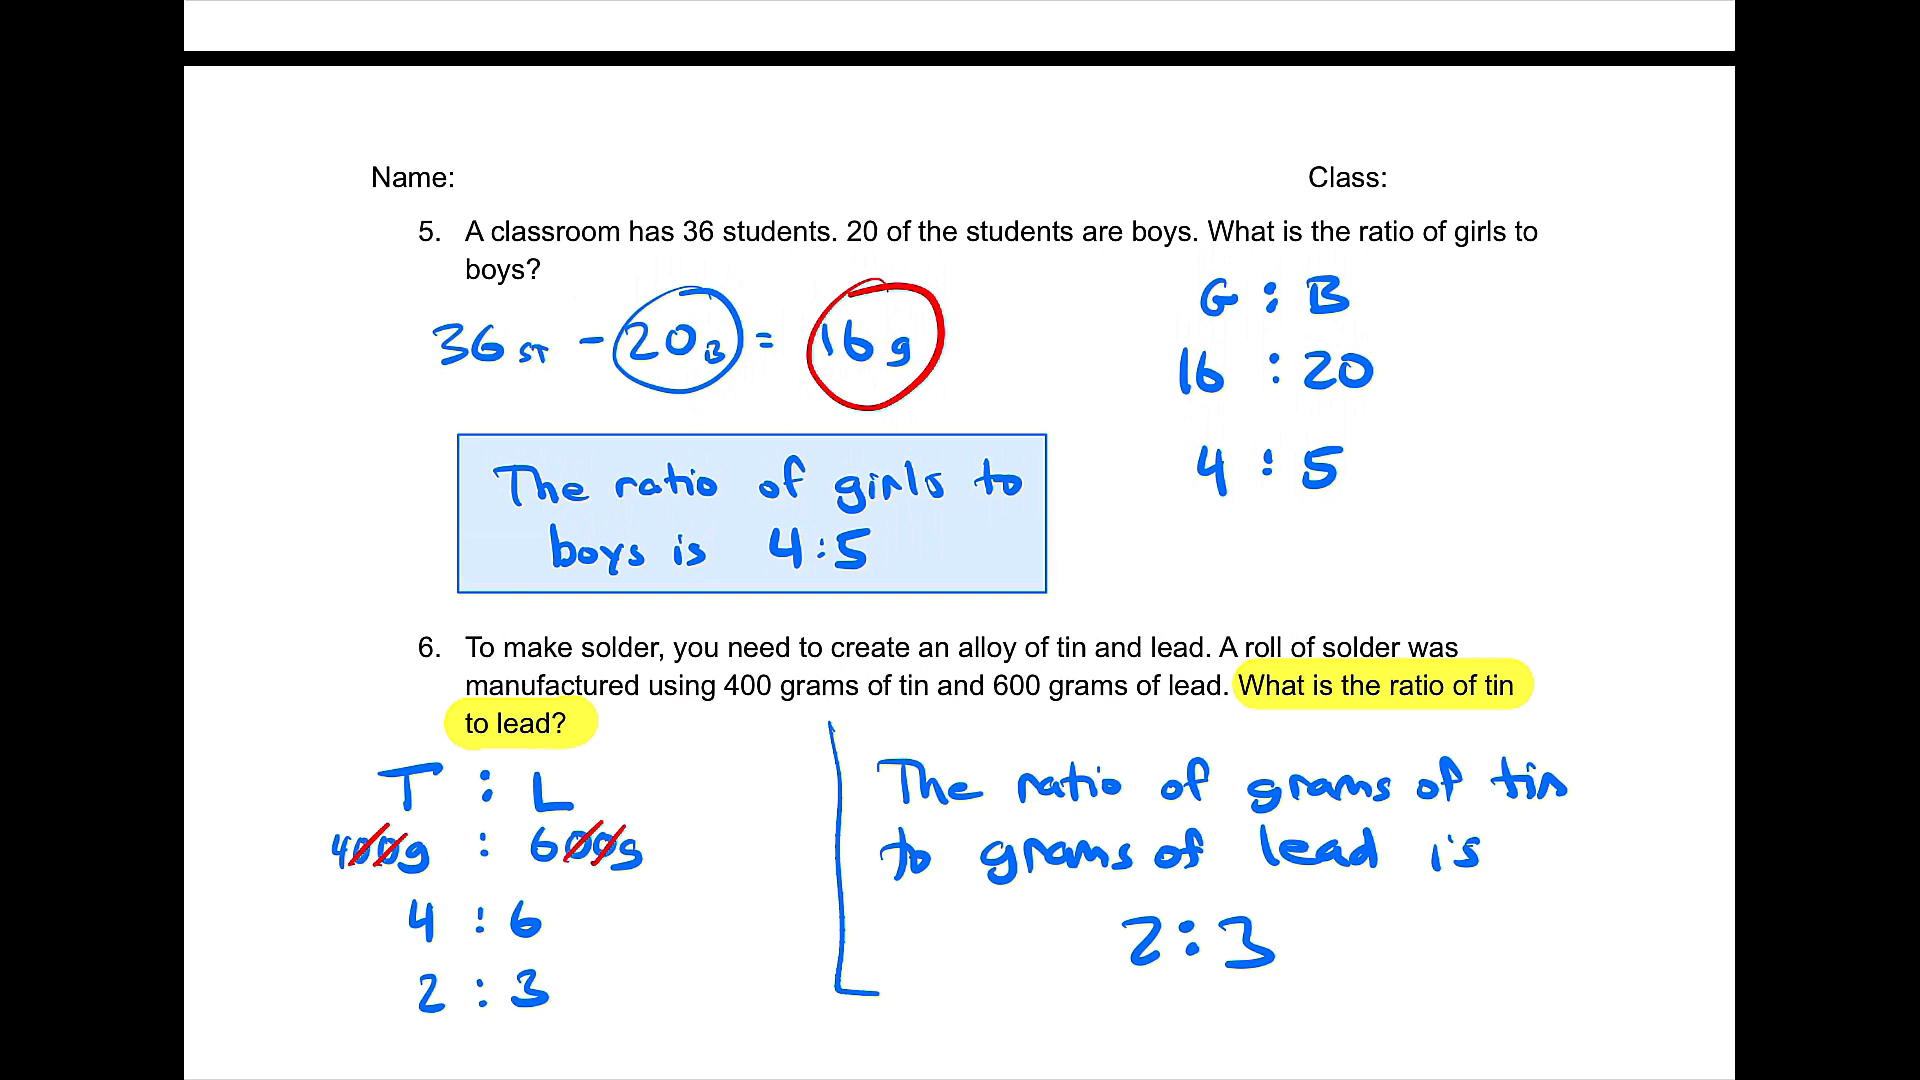 Name:
Class:
5. A classroom has 36 students. 20 of the students are boys. What is the ratio of girls to
boys?
G : B
36 ST - 20 B = 16 g
16 : 20
4 : 5
The ratio of girls to
boys is 4:5
6. To make solder, you need to create an alloy of tin and lead. A roll of solder was
manufactured using 400 grams of tin and 600 grams of lead. What is the ratio of tin
to lead?
T : L
400g : 600g
4 : 6
2 : 3
The ratio of grams of tin
to grams of lead is
2:3